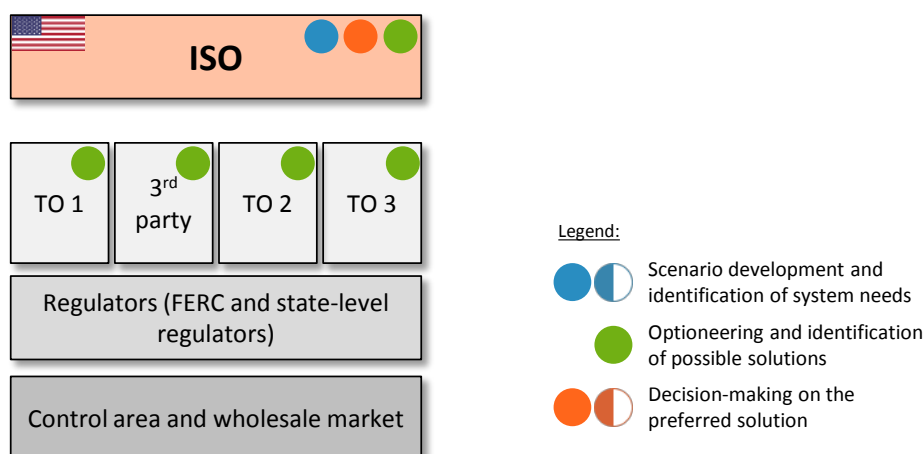 ISO
TO 1
3rd
party
TO 2
TO 3
Regulators (FERC and state-level
regulators)
Control area and wholesale market
Legend:
Scenario development and
identification of system needs
Optioneering and identification
of possible solutions
Decision-making on the
preferred solution